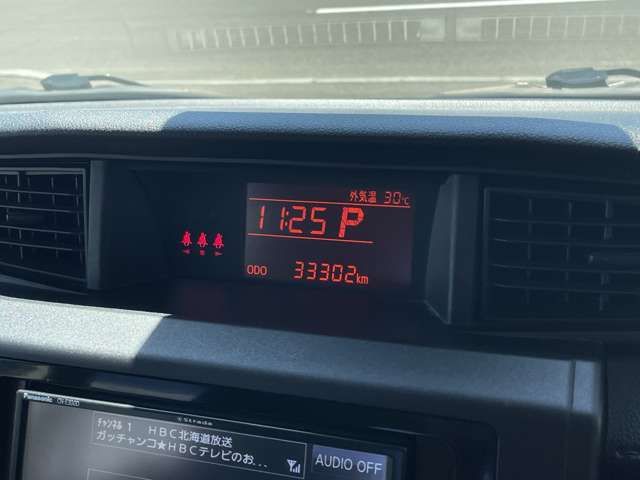 外気温 30℃
11:25 P
ODO 33302 km
Panasonic
Strada
チャンネル 1 HBC北海道放送
ガッチャンコ★HBCテレビのお...
AUDIO OFF